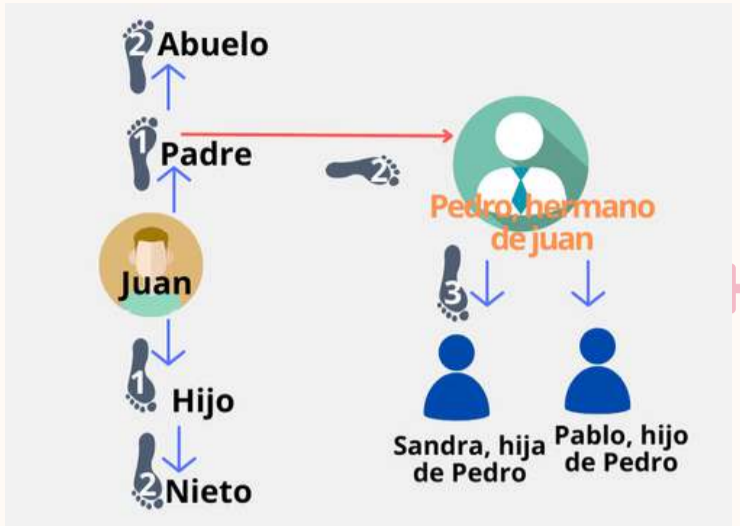 2 Abuelo
1 Padre
2
Pedro, hermano
de juan
Juan
3
1 Hijo
Sandra, hija
de Pedro
Pablo, hijo
de Pedro
2 Nieto